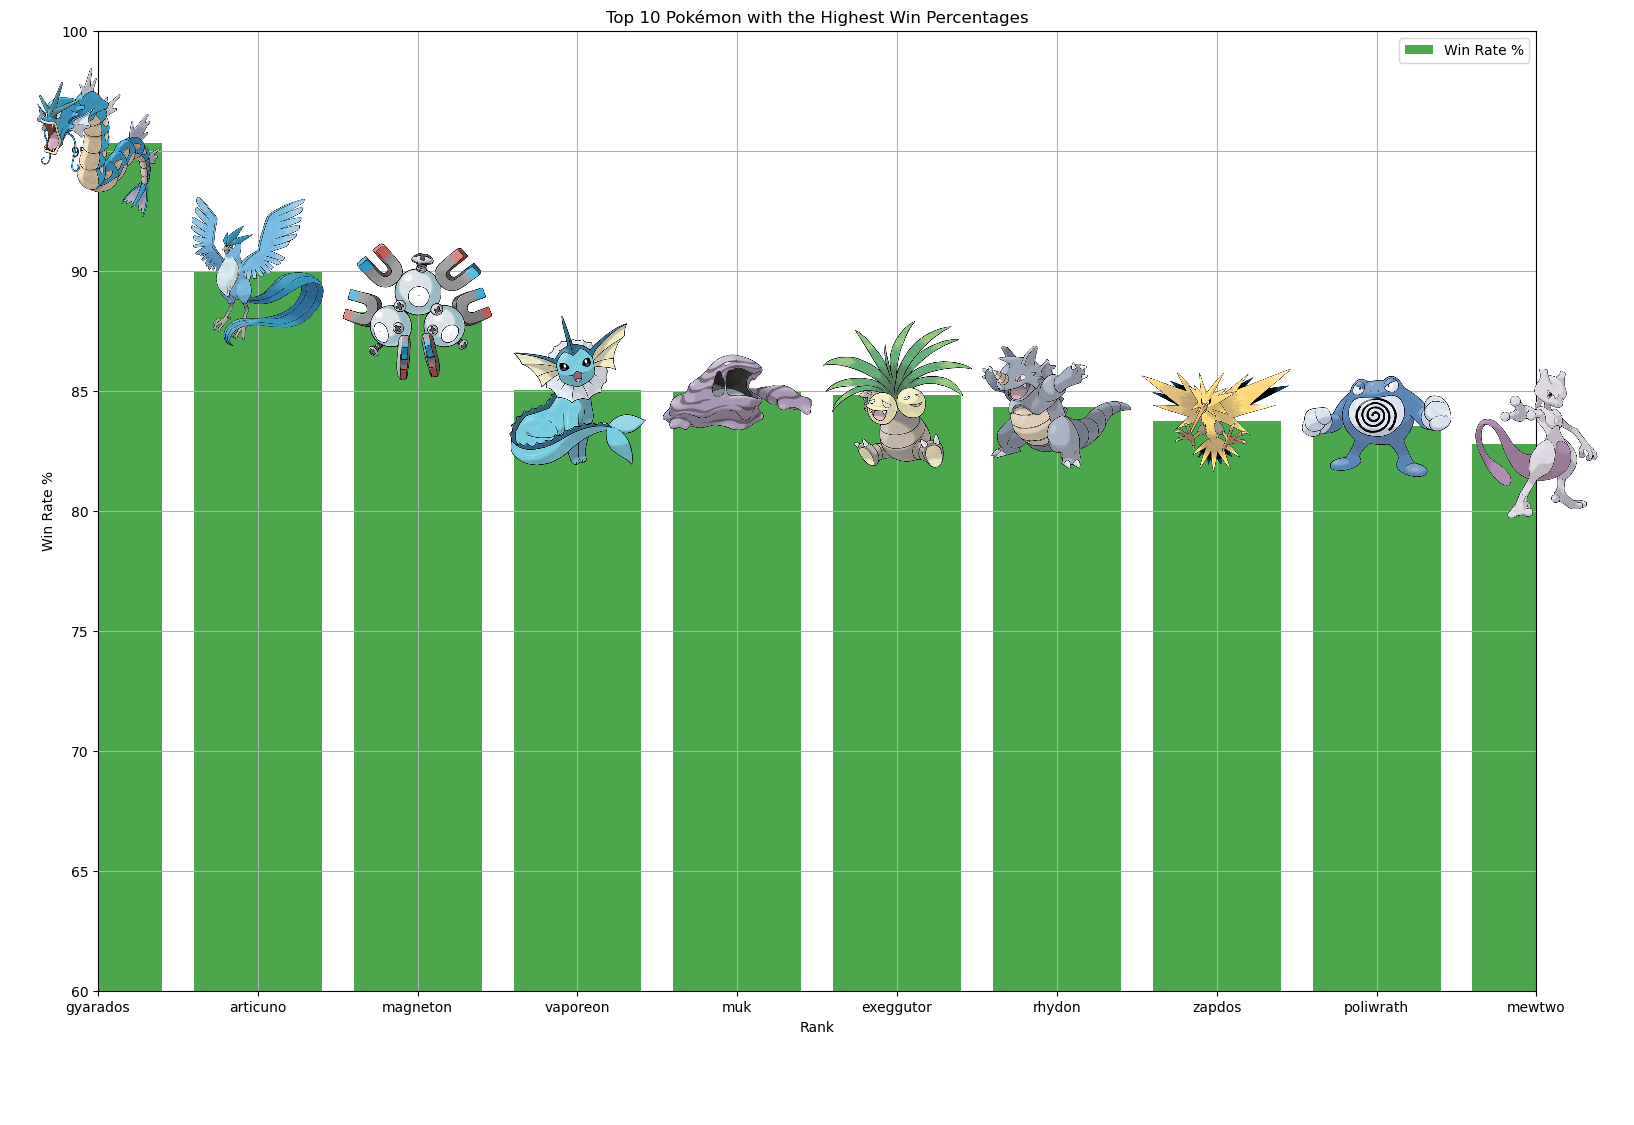 Top 10 Pokémon with the Highest Win Percentages
Win Rate %
100
90
85
80
75
70
65
60
Win Rate %
gyarados articuno magneton vaporeon muk exeggutor rhydon zapdos poliwrath mewtwo
Rank